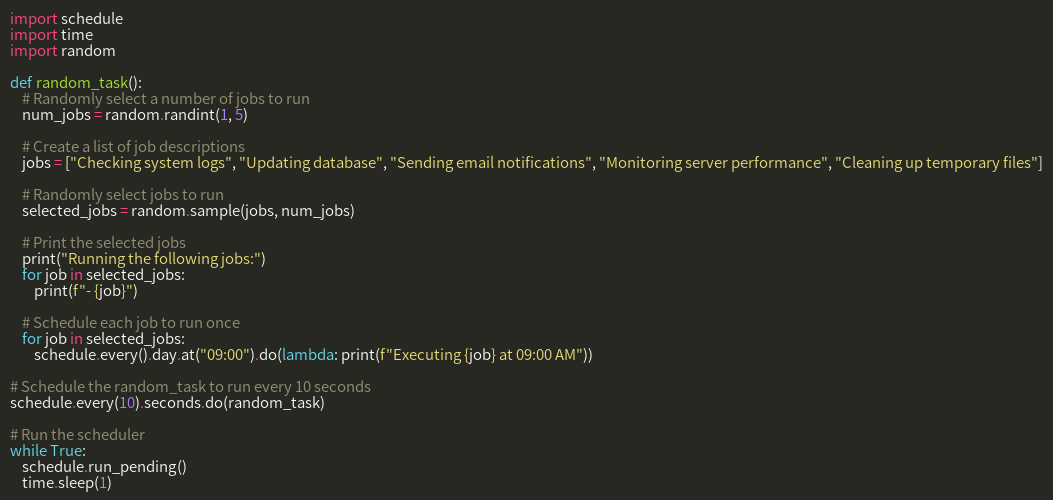 import schedule
import time
import random
def random_task():
# Randomly select a number of jobs to run
num_jobs = random.randint(1, 5)
# Create a list of job descriptions
jobs = ["Checking system logs", "Updating database", "Sending email notifications", "Monitoring server performance", "Cleaning up temporary files"]
# Randomly select jobs to run
selected_jobs = random.sample(jobs, num_jobs)
# Print the selected jobs
print("Running the following jobs:")
for job in selected_jobs:
print(f"- {job}")
# Schedule each job to run once
for job in selected_jobs:
schedule.every().day.at("09:00").do(lambda: print(f"Executing {job} at 09:00 AM"))
# Schedule the random_task to run every 10 seconds
schedule.every(10).seconds.do(random_task)
# Run the scheduler
while True:
schedule.run_pending()
time.sleep(1)